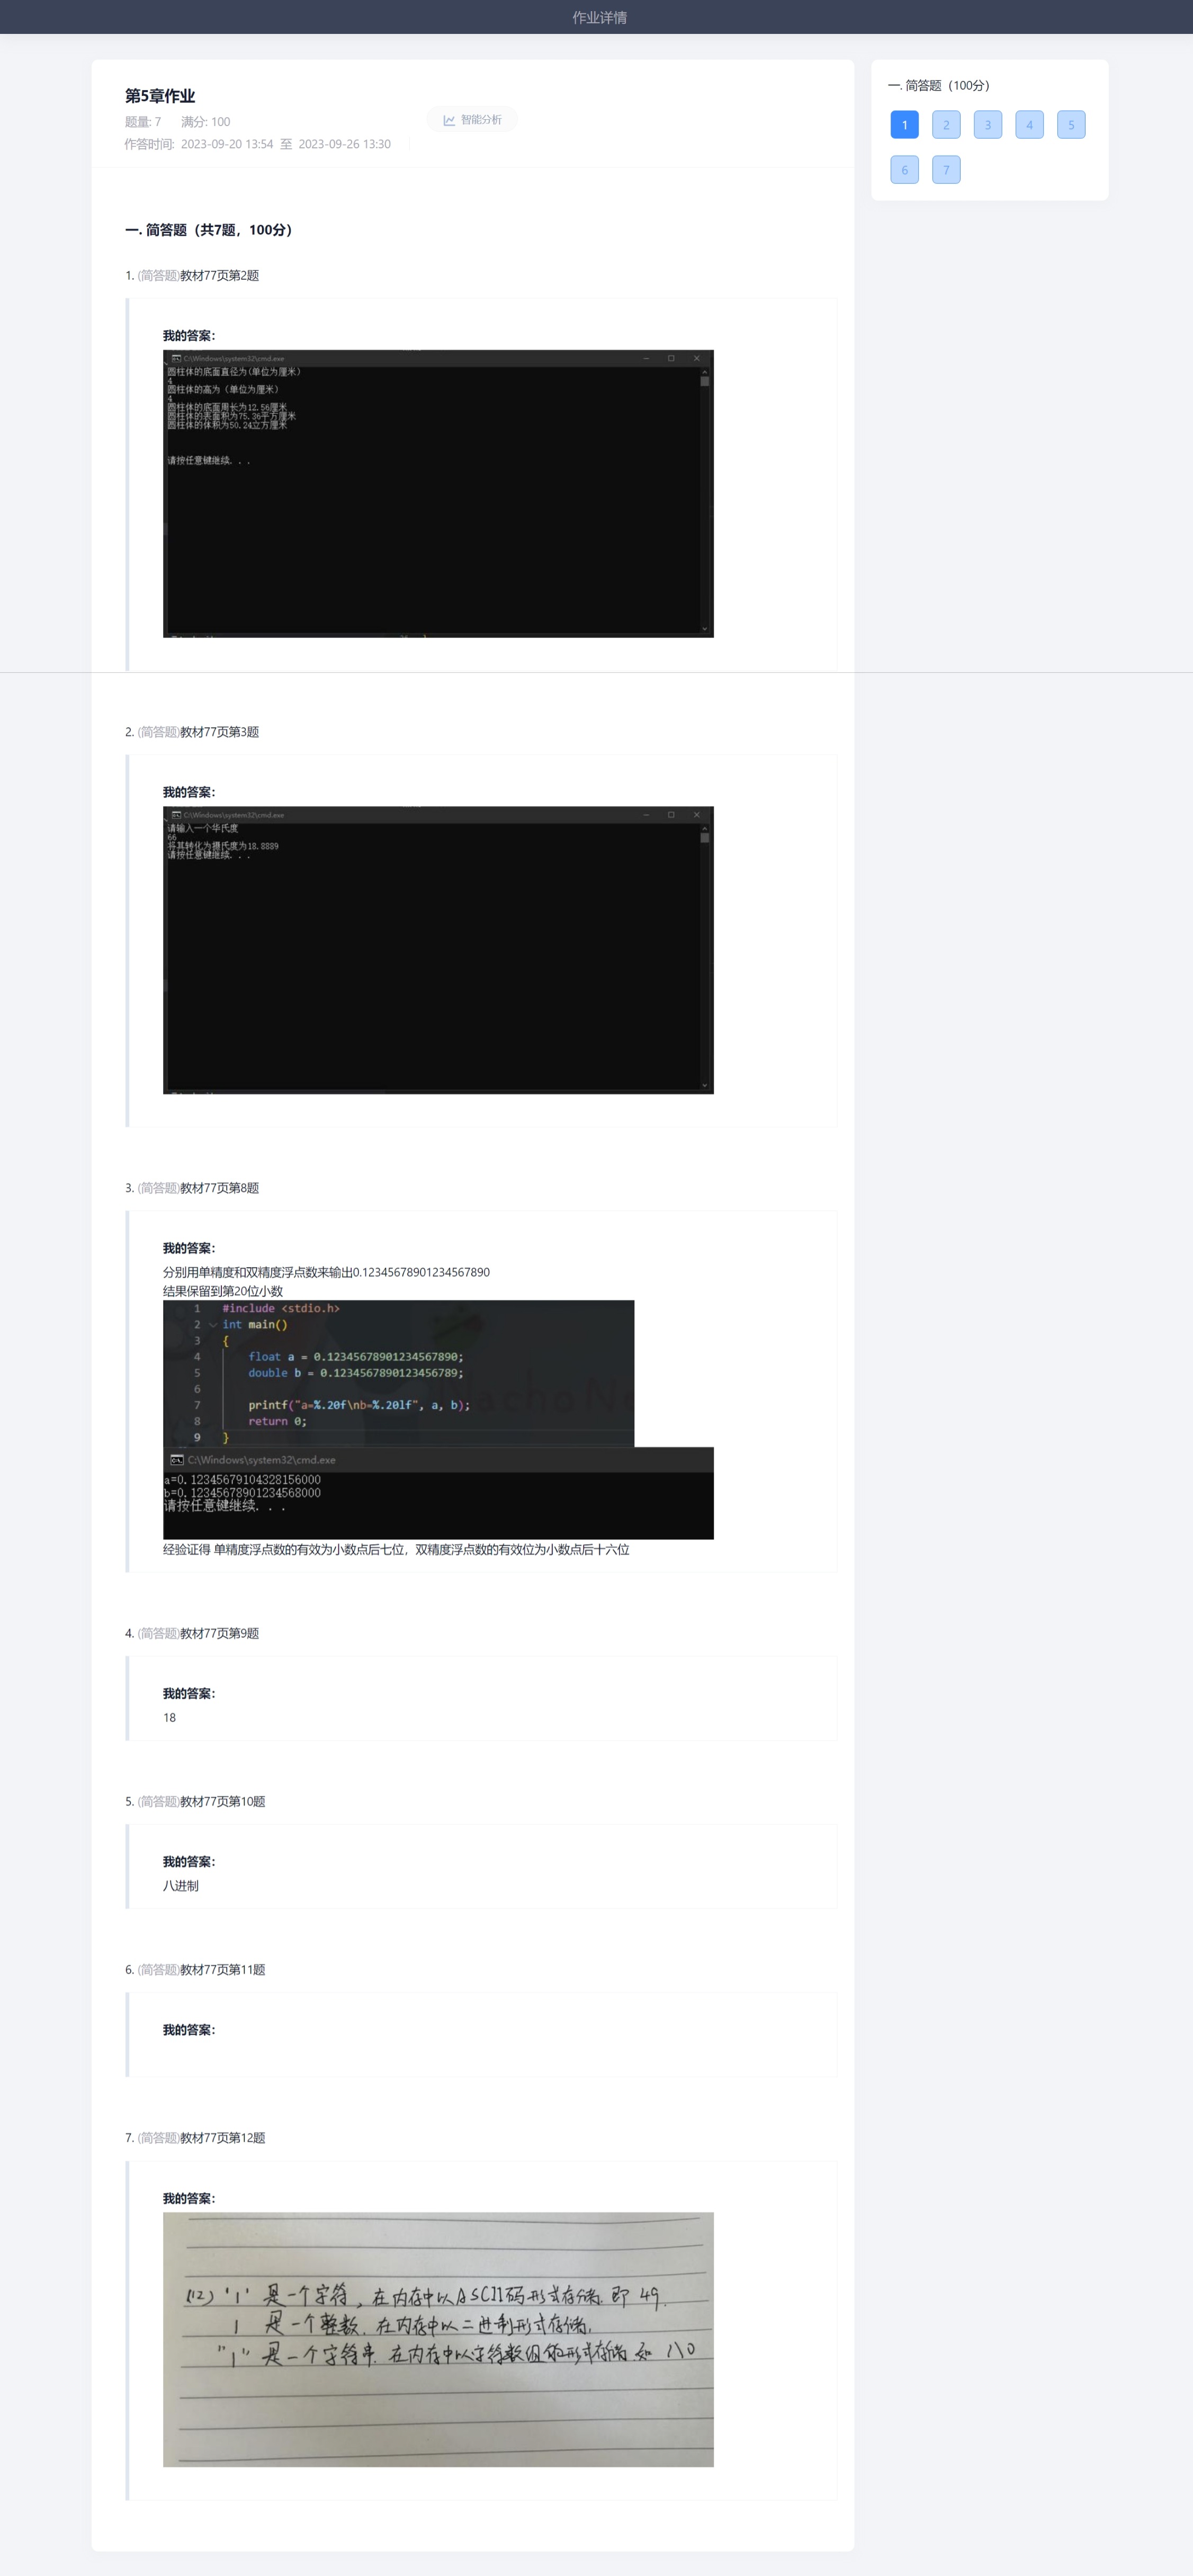 作业详情
第5章作业
题量: 7 满分: 100
智能分析
作答时间: 2023-09-20 13:54 至 2023-09-26 13:30
一. 简答题（100分）
1 2 3 4 5
6 7
一. 简答题（共7题，100分）
1. (简答题)教材77页第2题
我的答案：
C:\Windows\system32\cmd.exe
圆柱体的底面直径为(单位为厘米)
4
圆柱体的高为（单位为厘米）
4
圆柱体的底面周长为12.56厘米
圆柱体的表面积为75.36平方厘米
圆柱体的体积为50.24立方厘米
请按任意键继续. . .
2. (简答题)教材77页第3题
我的答案：
C:\Windows\system32\cmd.exe
请输入一个华氏度
66
将其转化为摄氏度为18.8889
请按任意键继续. . .
3. (简答题)教材77页第8题
我的答案：
分别用单精度和双精度浮点数来输出0.12345678901234567890
结果保留到第20位小数
1 #include <stdio.h>
2 int main()
3 {
4 float a = 0.12345678901234567890;
5 double b = 0.1234567890123456789;
6
7 printf("a=%.20f\nb=%.20lf", a, b);
8 return 0;
9 }
C:\Windows\system32\cmd.exe
a=0.12345679104328156000
b=0.12345678901234568000
请按任意键继续. . .
经验证得 单精度浮点数的有效为小数点后七位，双精度浮点数的有效位为小数点后十六位
4. (简答题)教材77页第9题
我的答案：
18
5. (简答题)教材77页第10题
我的答案：
八进制
6. (简答题)教材77页第11题
我的答案：
7. (简答题)教材77页第12题
我的答案：
(12) '1' 是一个字符，在内存中以ASCII码形式存储. 即 49.
1 是一个整数. 在内存中以二进制形式存储.
"1" 是一个字符串. 在内存中以字符数组的形式存储. 如 1\0